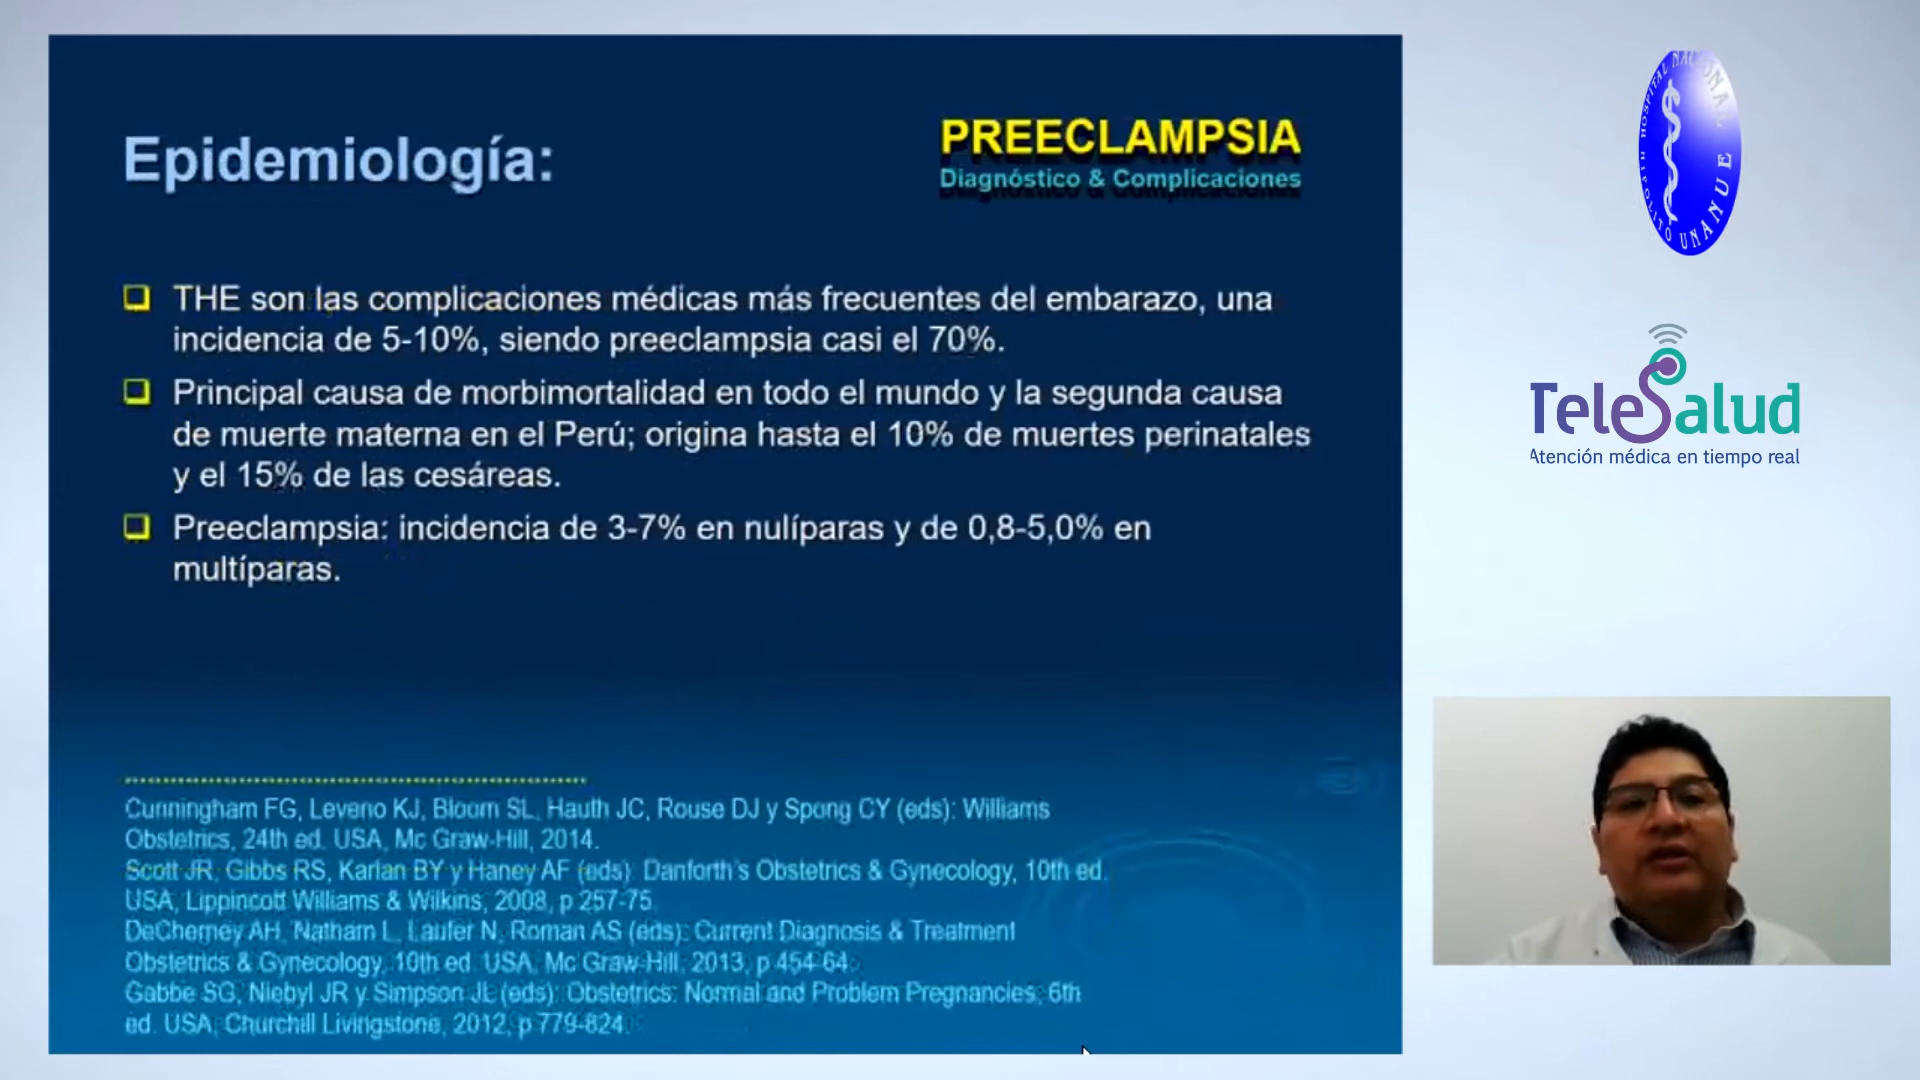 Epidemiología:
PREECLAMPSIA
Diagnóstico & Complicaciones
THE son las complicaciones médicas más frecuentes del embarazo, una
incidencia de 5-10%, siendo preeclampsia casi el 70%.
Principal causa de morbimortalidad en todo el mundo y la segunda causa
de muerte materna en el Perú; origina hasta el 10% de muertes perinatales
y el 15% de las cesáreas.
Preeclampsia: incidencia de 3-7% en nulíparas y de 0,8-5,0% en
multíparas.
Cunningham FG, Leveno KJ, Bloom SL, Hauth JC, Rouse DJ y Spong CY (eds): Williams
Obstetrics, 24th ed. USA, Mc Graw-Hill, 2014.
Scott JR, Gibbs RS, Karlan BY y Haney AF (eds): Danforth's Obstetrics & Gynecology, 10th ed.
USA, Lippincott Williams & Wilkins, 2008, p 257-75.
DeCherney AH, Nathan L, Laufer N, Roman AS (eds): Current Diagnosis & Treatment
Obstetrics & Gynecology, 10th ed. USA, Mc Graw-Hill, 2013, p 454-64.
Gabbe SG, Niebyl JR y Simpson JL (eds): Obstetrics: Normal and Problem Pregnancies, 6th
ed. USA, Churchill Livingstone, 2012, p 779-824.
HOSPITAL NACIONAL
HIPOLITO UNANUE
TeleSalud
Atención médica en tiempo real